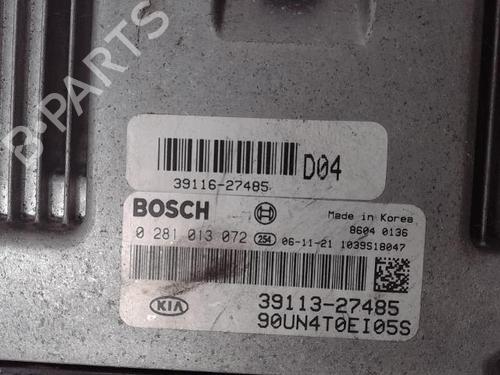 B-PARTS
39116-27485 D04
BOSCH
Made in Korea
8604 0136
0 281 013 072 254 06-11-21 1039S18047
KIA
39113-27485
90UN4T0EI05S